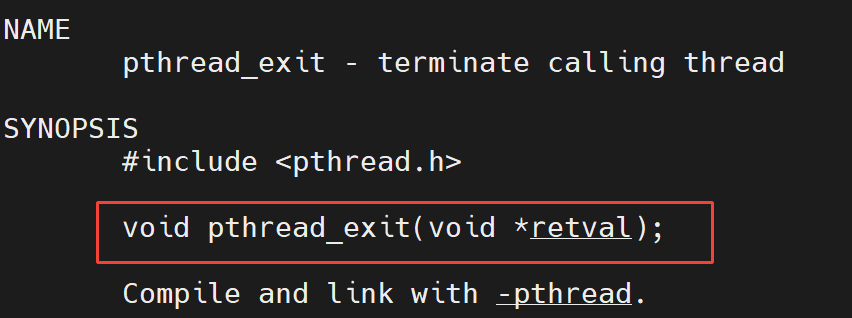 NAME
pthread_exit - terminate calling thread
SYNOPSIS
#include <pthread.h>
void pthread_exit(void *retval);
Compile and link with -pthread.